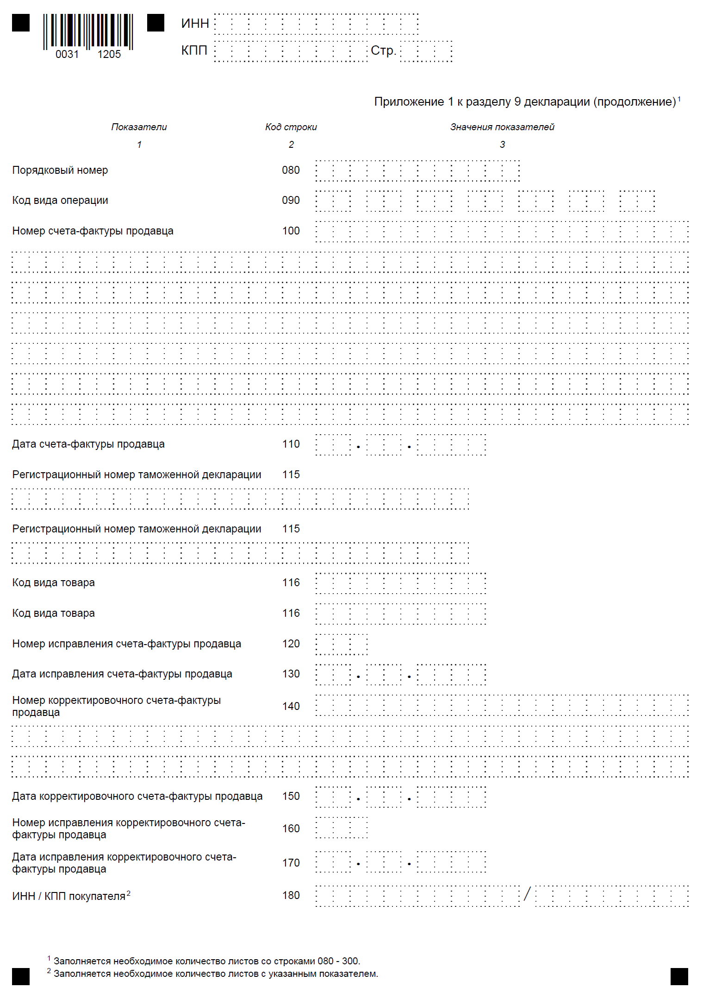 ИНН
0031 1205
КПП Стр.
Приложение 1 к разделу 9 декларации (продолжение)1
Показатели Код строки Значения показателей
1 2 3
Порядковый номер 080
Код вида операции 090
Номер счета-фактуры продавца 100
Дата счета-фактуры продавца 110 . .
Регистрационный номер таможенной декларации 115
Регистрационный номер таможенной декларации 115
Код вида товара 116
Код вида товара 116
Номер исправления счета-фактуры продавца 120
Дата исправления счета-фактуры продавца 130 . .
Номер корректировочного счета-фактуры
продавца 140
Дата корректировочного счета-фактуры продавца 150 . .
Номер исправления корректировочного счета-
фактуры продавца 160
Дата исправления корректировочного счета-
фактуры продавца 170 . .
ИНН / КПП покупателя2 180 /
1 Заполняется необходимое количество листов со строками 080 - 300.
2 Заполняется необходимое количество листов с указанным показателем.